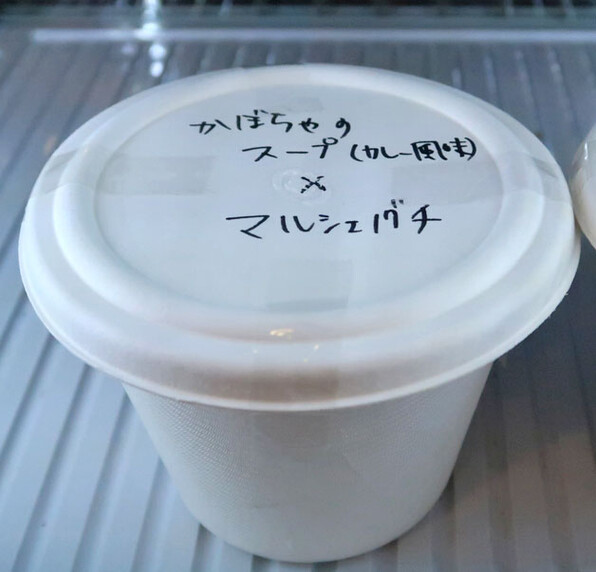 かぼちゃの
スープ(カレー風味)
×
マルシェグチ